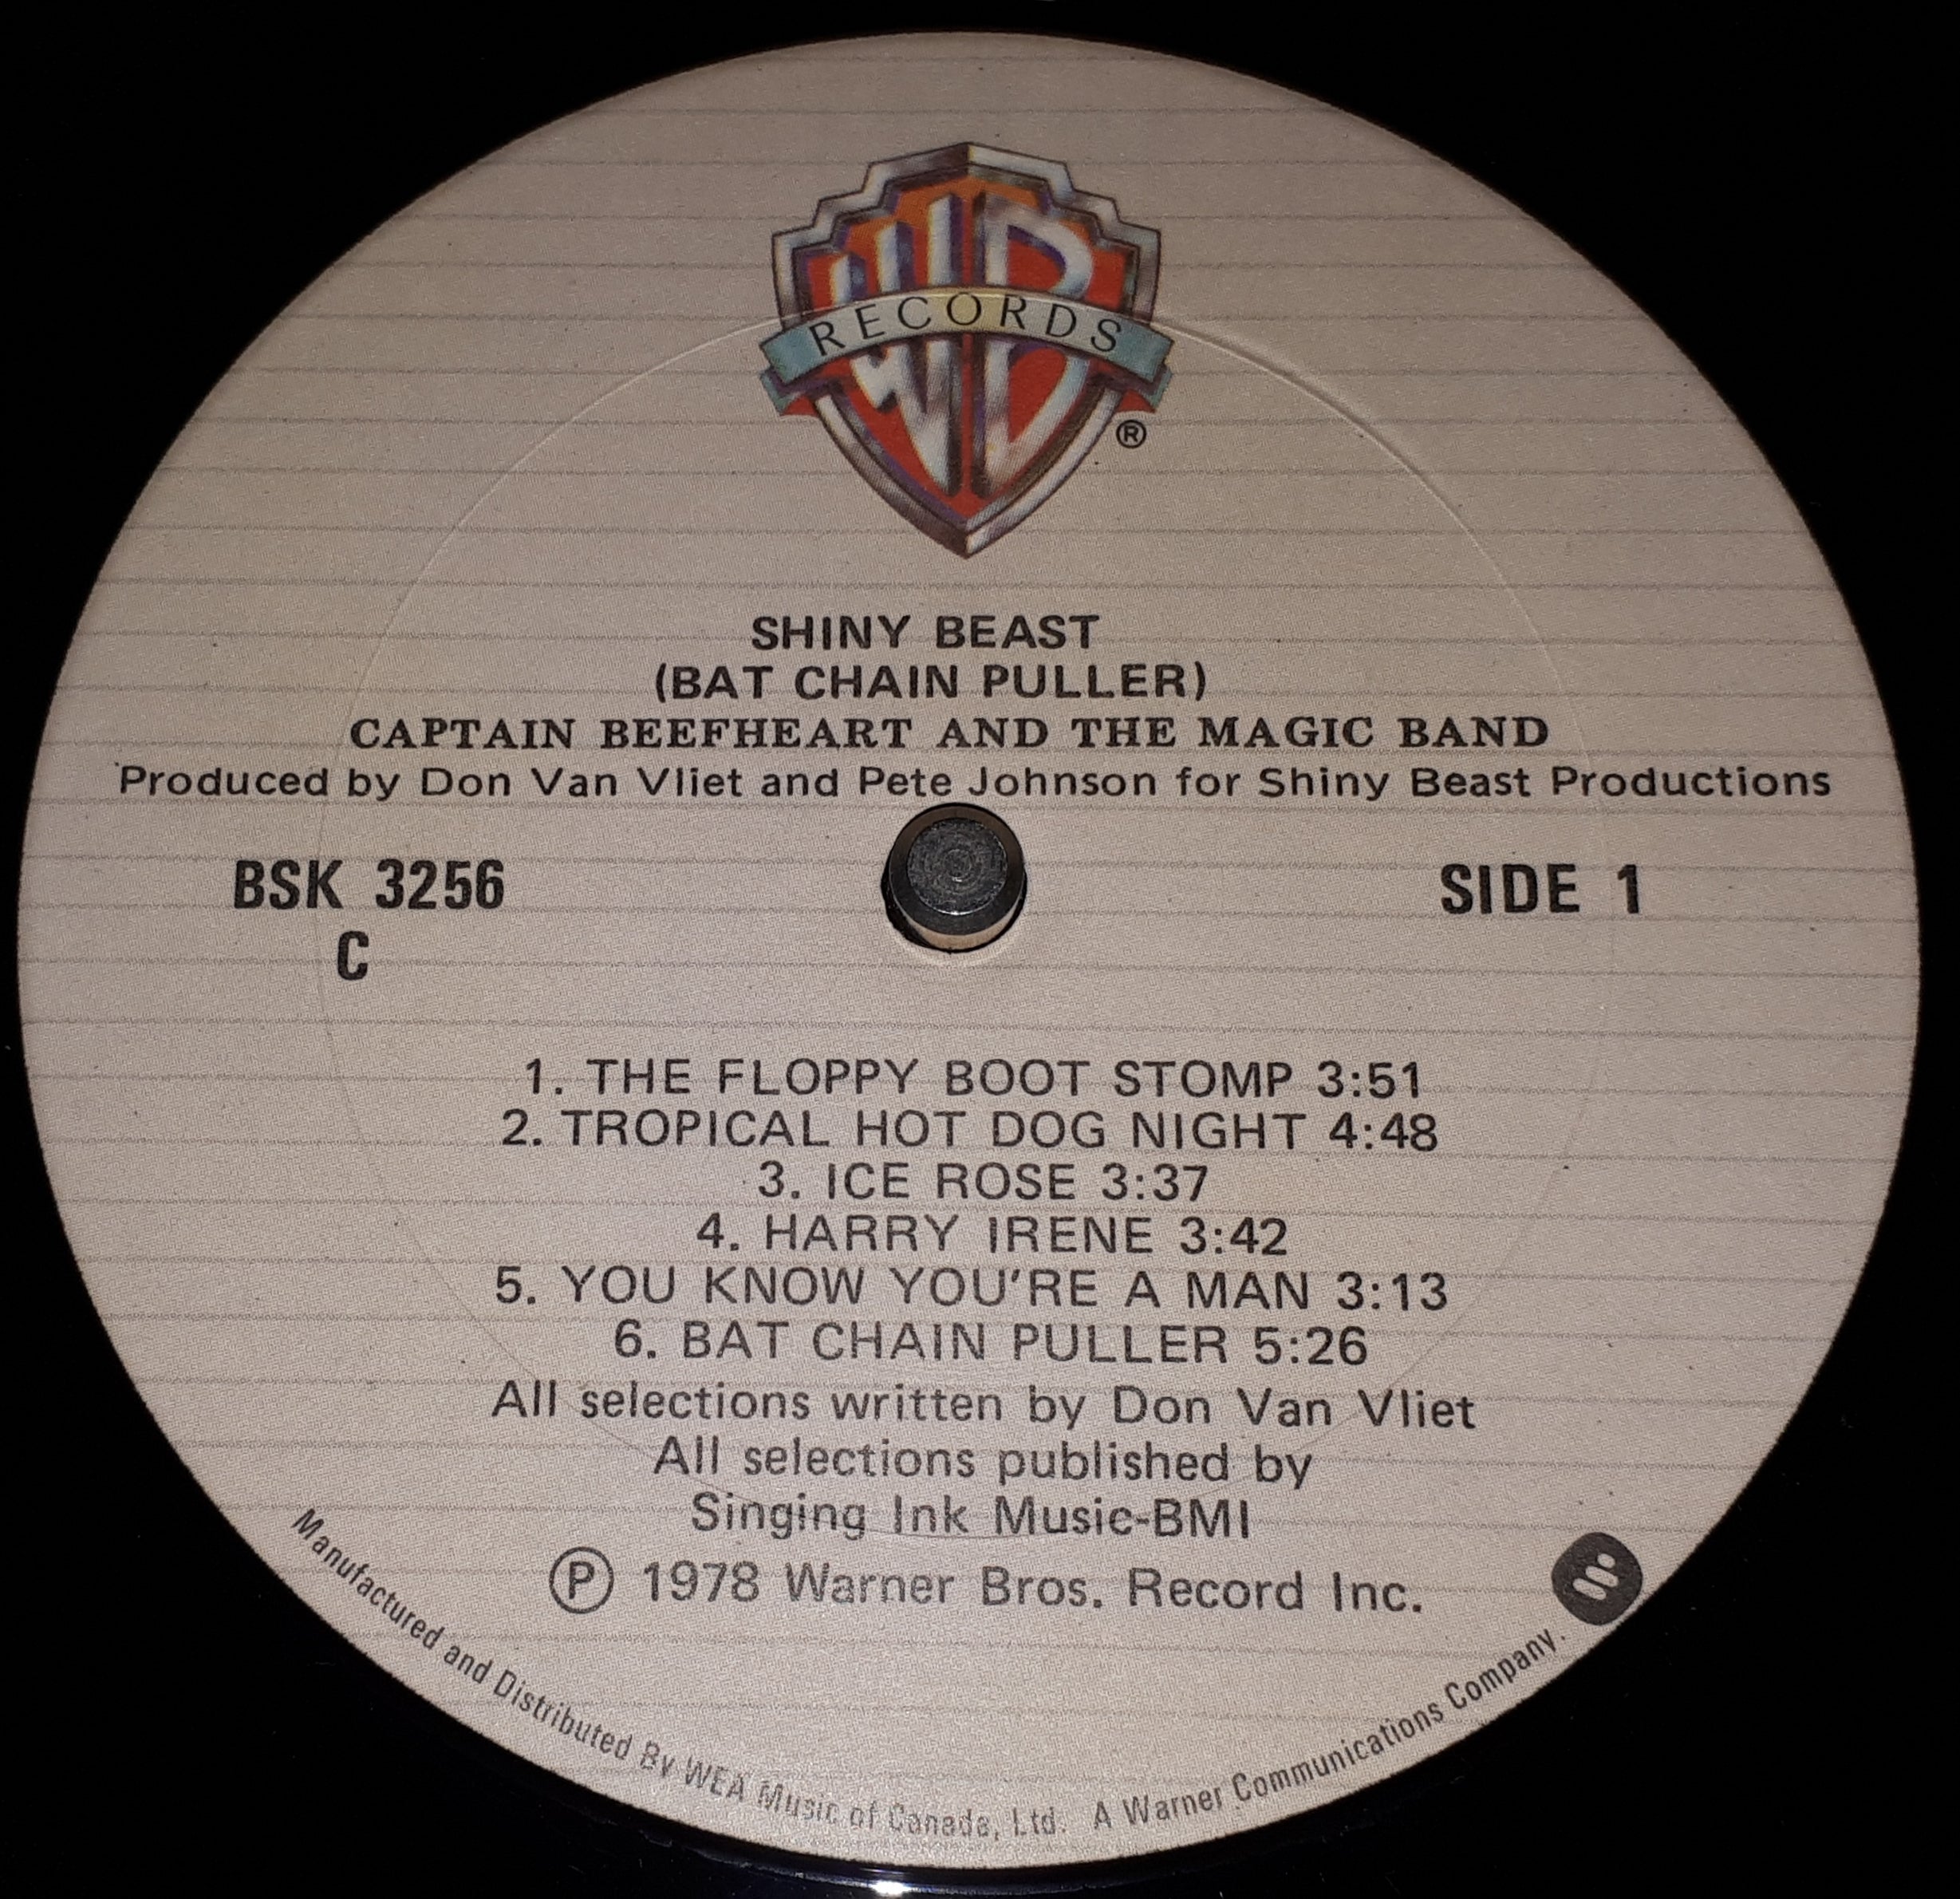 WB
RECORDS
®
SHINY BEAST
(BAT CHAIN PULLER)
CAPTAIN BEEFHEART AND THE MAGIC BAND
Produced by Don Van Vliet and Pete Johnson for Shiny Beast Productions
BSK 3256
C
SIDE 1
1. THE FLOPPY BOOT STOMP 3:51
2. TROPICAL HOT DOG NIGHT 4:48
3. ICE ROSE 3:37
4. HARRY IRENE 3:42
5. YOU KNOW YOU'RE A MAN 3:13
6. BAT CHAIN PULLER 5:26
All selections written by Don Van Vliet
All selections published by
Singing Ink Music-BMI
Ⓟ 1978 Warner Bros. Record Inc.
Manufactured and Distributed By WEA Music of Canada, Ltd. A Warner Communications Company.